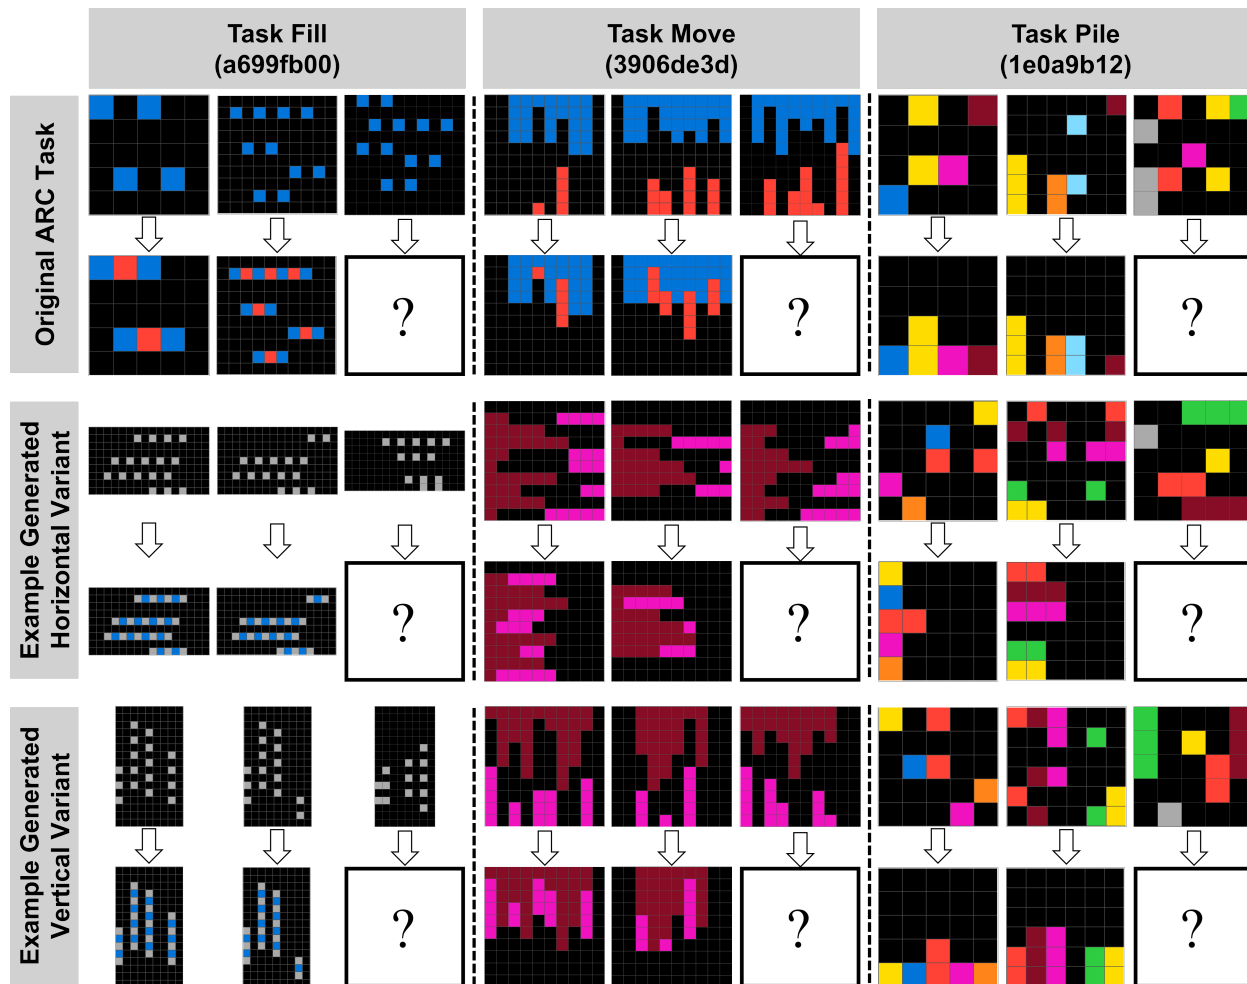 Task Fill
(a699fb00)
Task Move
(3906de3d)
Task Pile
(1e0a9b12)
Original ARC Task
?
?
?
Example Generated
Horizontal Variant
?
?
?
Example Generated
Vertical Variant
?
?
?